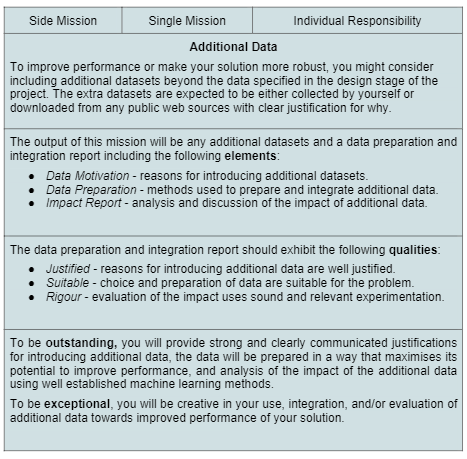 Side Mission
Single Mission
Individual Responsibility
Additional Data
To improve performance or make your solution more robust, you might consider
including additional datasets beyond the data specified in the design stage of the
project. The extra datasets are expected to be either collected by yourself or
downloaded from any public web sources with clear justification for why.
The output of this mission will be any additional datasets and a data preparation and
integration report including the following elements:
● Data Motivation - reasons for introducing additional datasets.
● Data Preparation - methods used to prepare and integrate additional data.
● Impact Report - analysis and discussion of the impact of additional data.
The data preparation and integration report should exhibit the following qualities:
● Justified - reasons for introducing additional data are well justified.
● Suitable - choice and preparation of data are suitable for the problem.
● Rigour - evaluation of the impact uses sound and relevant experimentation.
To be outstanding, you will provide strong and clearly communicated justifications
for introducing additional data, the data will be prepared in a way that maximises its
potential to improve performance, and analysis of the impact of the additional data
using well established machine learning methods.
To be exceptional, you will be creative in your use, integration, and/or evaluation of
additional data towards improved performance of your solution.